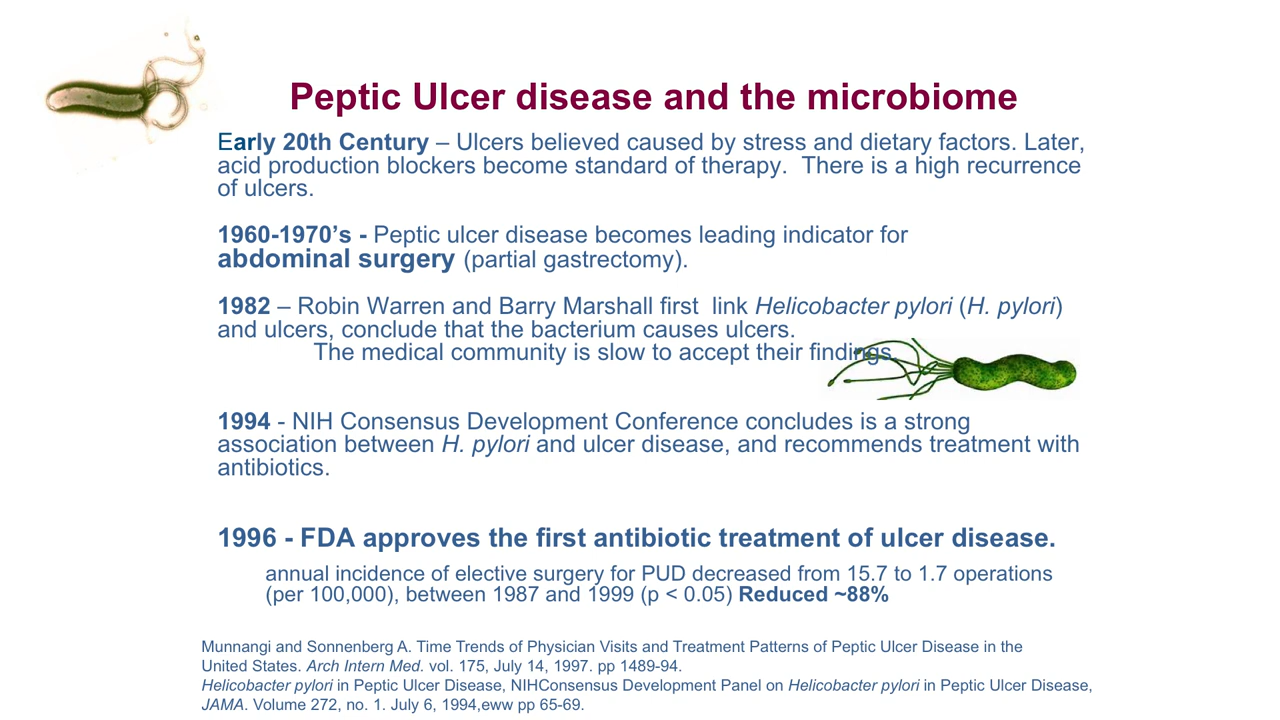 Peptic Ulcer disease and the microbiome
Early 20th Century – Ulcers believed caused by stress and dietary factors. Later,
acid production blockers become standard of therapy.  There is a high recurrence
of ulcers.
1960-1970’s - Peptic ulcer disease becomes leading indicator for
abdominal surgery (partial gastrectomy).
1982 – Robin Warren and Barry Marshall first  link Helicobacter pylori (H. pylori)
and ulcers, conclude that the bacterium causes ulcers.
The medical community is slow to accept their findings.
1994 - NIH Consensus Development Conference concludes is a strong
association between H. pylori and ulcer disease, and recommends treatment with
antibiotics.
1996 - FDA approves the first antibiotic treatment of ulcer disease.
annual incidence of elective surgery for PUD decreased from 15.7 to 1.7 operations
(per 100,000), between 1987 and 1999 (p < 0.05) Reduced ~88%
Munnangi and Sonnenberg A. Time Trends of Physician Visits and Treatment Patterns of Peptic Ulcer Disease in the
United States. Arch Intern Med. vol. 175, July 14, 1997. pp 1489-94.
Helicobacter pylori in Peptic Ulcer Disease, NIHConsensus Development Panel on Helicobacter pylori in Peptic Ulcer Disease,
JAMA. Volume 272, no. 1. July 6, 1994,eww pp 65-69.